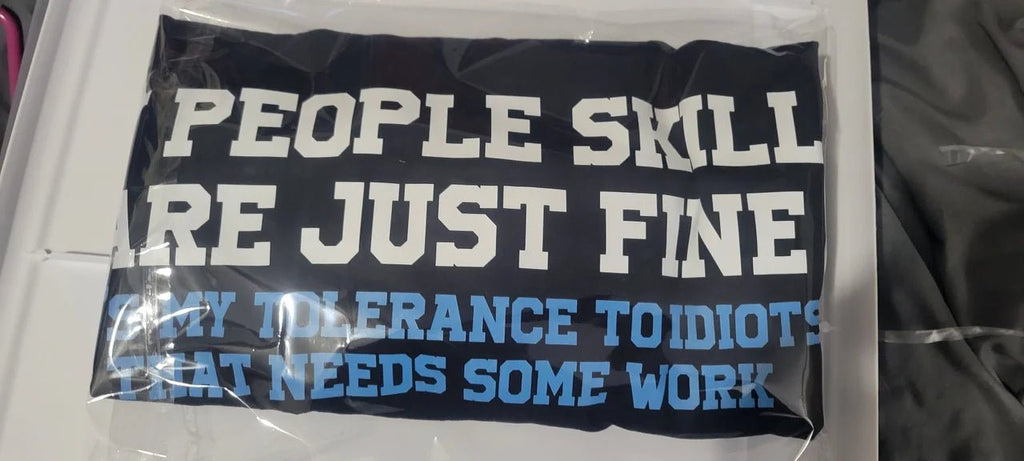 PEOPLE SKILL
ARE JUST FINE
S MY TOLERANCE TO IDIOTS
THAT NEEDS SOME WORK